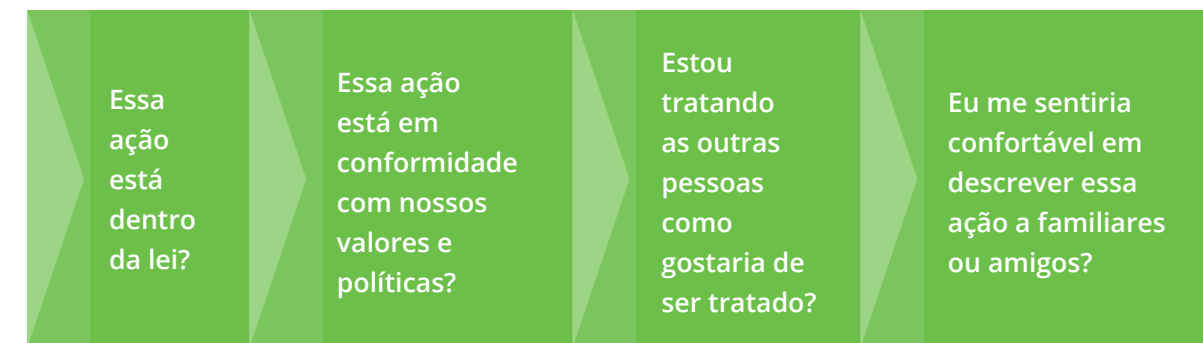 Essa
ação
está
dentro
da lei?
Essa ação
está em
conformidade
com nossos
valores e
políticas?
Estou
tratando
as outras
pessoas
como
gostaria de
ser tratado?
Eu me sentiria
confortável em
descrever essa
ação a familiares
ou amigos?